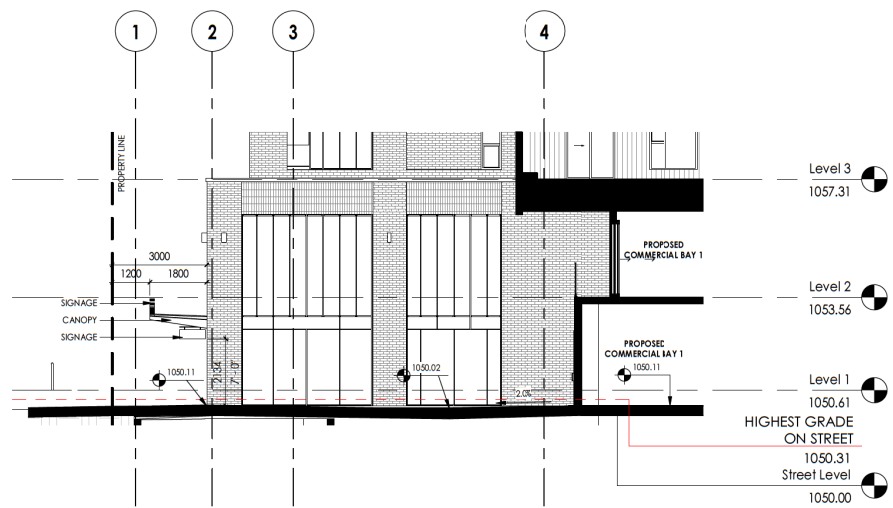 1
2
3
4
PROPERTY LINE
Level 3
1057.31
3000
1200
1800
PROPOSED
COMMERCIAL BAY 1
SIGNAGE
CANOPY
SIGNAGE
Level 2
1053.56
PROPOSED
COMMERCIAL BAY 1
1050.11
2134
7'-10"
1050.02
1050.11
2.0%
Level 1
1050.61
HIGHEST GRADE
ON STREET
1050.31
Street Level
1050.00